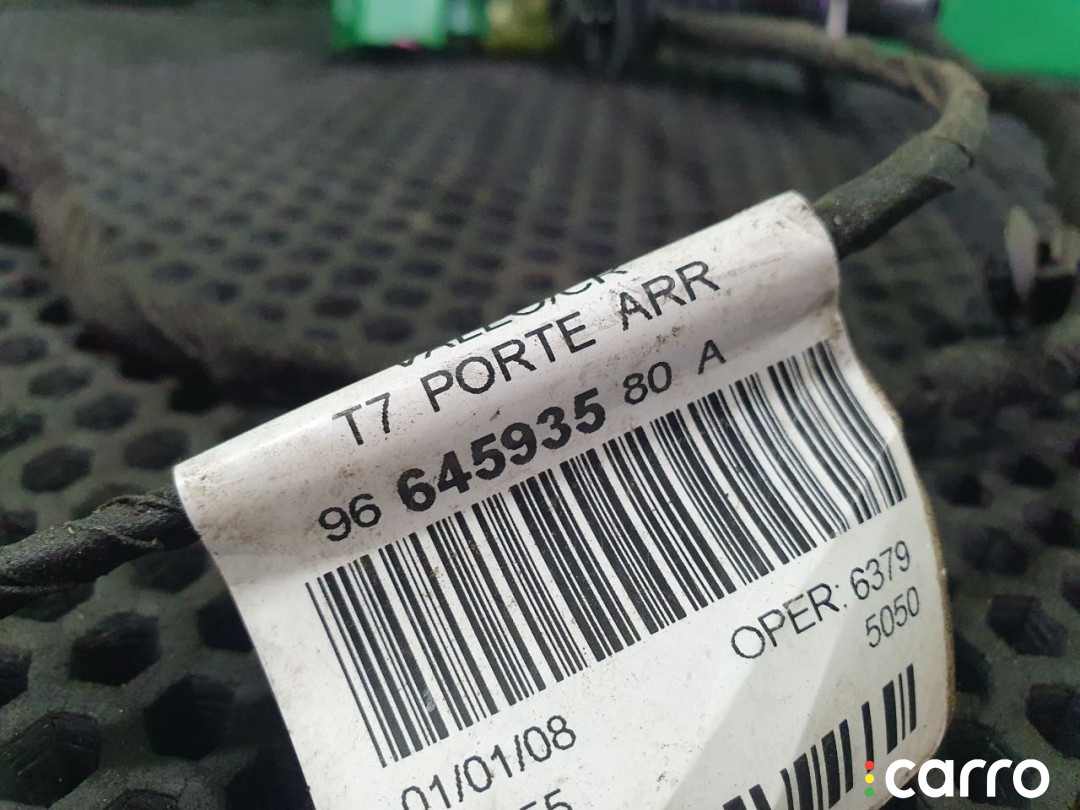 T7 PORTE ARR
96 645935 80 A
OPER: 6379
5050
01/01/08
carro